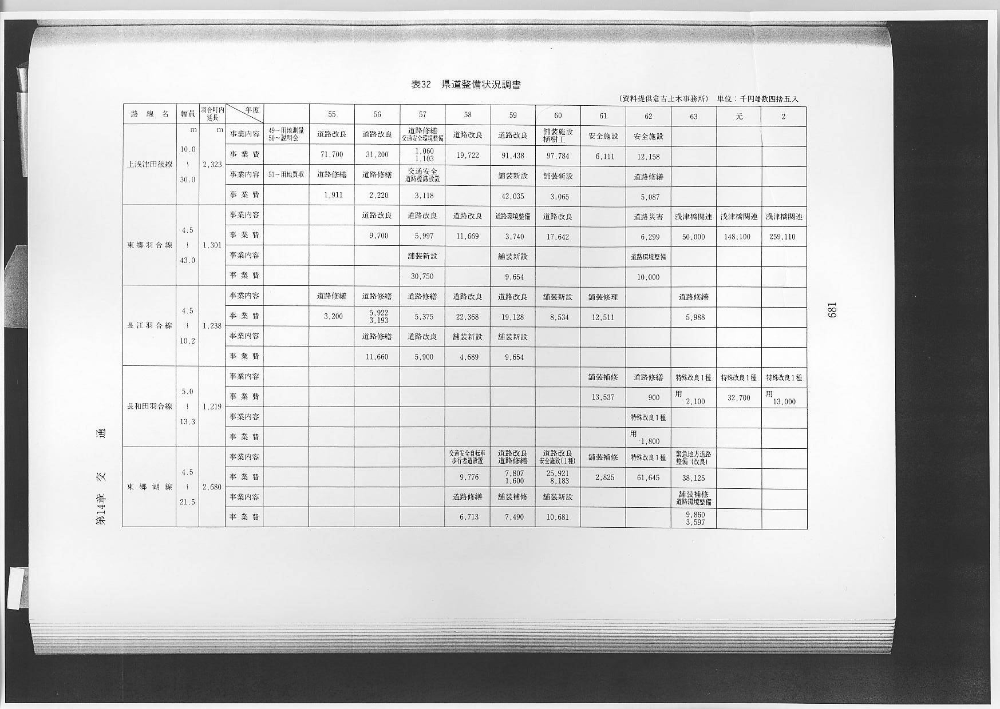 表32　県道整備状況調書
(資料提供倉吉土木事務所)　単位：千円端数四捨五入
路線名 幅員 羽合町内延長 年度 55 56 57 58 59 60 61 62 63 元 2
上浅津田後線 m 10.0 〜 30.0 m 2,323
事業内容 49〜用地測量 50〜説明会 道路改良 道路改良 道路修繕 交通安全環境整備 道路改良 道路改良 舗装施設 植樹工 安全施設 安全施設
事業費 71,700 31,200 1,060 1,103 19,722 91,438 97,784 6,111 12,158
事業内容 51〜用地買収 道路修繕 道路修繕 交通安全 道路標識設置 舗装新設 舗装新設 道路修繕
事業費 1,911 2,220 3,118 42,035 3,065 5,087
東郷羽合線 4.5 〜 43.0 1,301
事業内容 道路改良 道路改良 道路改良 道路環境整備 道路改良 道路災害 浅津橋関連 浅津橋関連 浅津橋関連
事業費 9,700 5,997 11,669 3,740 17,642 6,299 50,000 148,100 259,110
事業内容 舗装新設 舗装新設 道路環境整備
事業費 30,750 9,654 10,000
長江羽合線 4.5 〜 10.2 1,238
事業内容 道路修繕 道路修繕 道路修繕 道路改良 道路改良 舗装新設 舗装修理 道路修繕
事業費 3,200 5,922 3,193 5,375 22,368 19,128 8,534 12,511 5,988
事業内容 道路修繕 道路改良 舗装新設 舗装新設
事業費 11,660 5,900 4,689 9,654
長和田羽合線 5.0 〜 13.3 1,219
事業内容 舗装補修 道路修繕 特殊改良1種 特殊改良1種 特殊改良1種
事業費 13,537 900 用 2,100 32,700 用 13,000
事業内容 特殊改良1種
事業費 用 1,800
東郷湖線 4.5 〜 21.5 2,680
事業内容 交通安全自転車 歩行者道設置 道路改良 道路修繕 道路改良 安全施設(1種) 舗装補修 特殊改良1種 緊急地方道路 整備(改良)
事業費 9,776 7,807 1,600 25,921 8,183 2,825 61,645 38,125
事業内容 道路修繕 舗装補修 舗装新設 舗装補修 道路環境整備
事業費 6,713 7,490 10,681 9,860 3,597
第14章　交　通
681